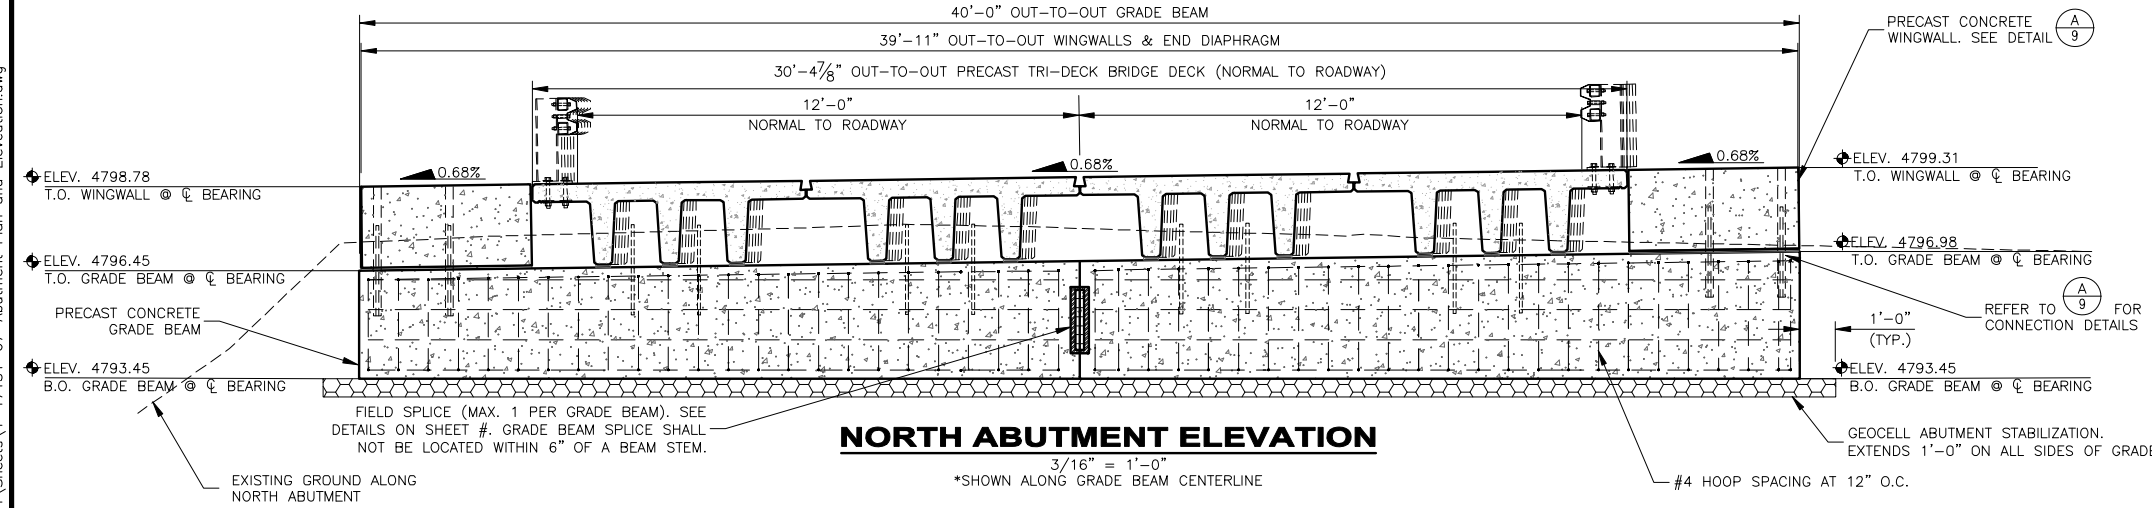 40'-0" OUT-TO-OUT GRADE BEAM
39'-11" OUT-TO-OUT WINGWALLS & END DIAPHRAGM
30'-4⅞" OUT-TO-OUT PRECAST TRI-DECK BRIDGE DECK (NORMAL TO ROADWAY)
12'-0"
NORMAL TO ROADWAY
12'-0"
NORMAL TO ROADWAY
PRECAST CONCRETE
WINGWALL. SEE DETAIL
A
9
0.68%
0.68%
0.68%
ELEV. 4798.78
T.O. WINGWALL @ ℄ BEARING
ELEV. 4799.31
T.O. WINGWALL @ ℄ BEARING
ELEV. 4796.45
T.O. GRADE BEAM @ ℄ BEARING
ELEV. 4796.98
T.O. GRADE BEAM @ ℄ BEARING
PRECAST CONCRETE
GRADE BEAM
REFER TO A/9 FOR
CONNECTION DETAILS
1'-0"
(TYP.)
ELEV. 4793.45
B.O. GRADE BEAM @ ℄ BEARING
ELEV. 4793.45
B.O. GRADE BEAM @ ℄ BEARING
FIELD SPLICE (MAX. 1 PER GRADE BEAM). SEE
DETAILS ON SHEET #. GRADE BEAM SPLICE SHALL
NOT BE LOCATED WITHIN 6" OF A BEAM STEM.
EXISTING GROUND ALONG
NORTH ABUTMENT
NORTH ABUTMENT ELEVATION
3/16" = 1'-0"
*SHOWN ALONG GRADE BEAM CENTERLINE
GEOCELL ABUTMENT STABILIZATION.
EXTENDS 1'-0" ON ALL SIDES OF GRADE
#4 HOOP SPACING AT 12" O.C.